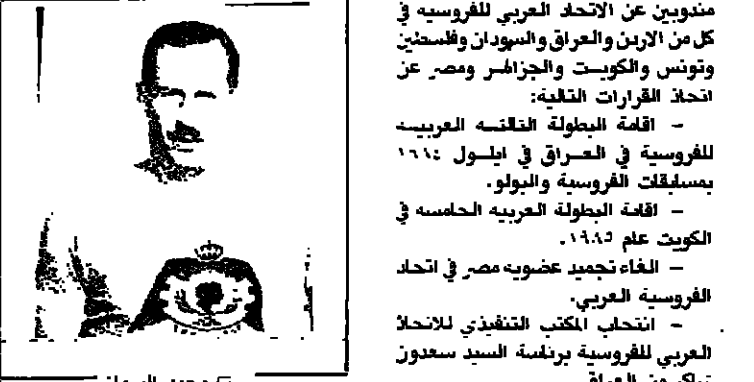 مندوبين عن الاتحاد العربي للفروسيه في
كل من الاردن والعراق والسودان وفلسطين
وتونس والكويت والجزائر ومصر عن
اتخاذ القرارات التالية:
– اقامة البطولة الثالثه العربيه
للفروسية في العراق في ايلول
بمسابقات الفروسية والبولو.
– اقامة البطولة العربيه الخامسه في
الكويت عام ١٩٨٥.
– الغاء تجميد عضويه مصر في اتحاد
الفروسية العربي.
– انتخاب المكتب التنفيذي للاتحاد
العربي للفروسية برئاسة السيد سعدون
العراق